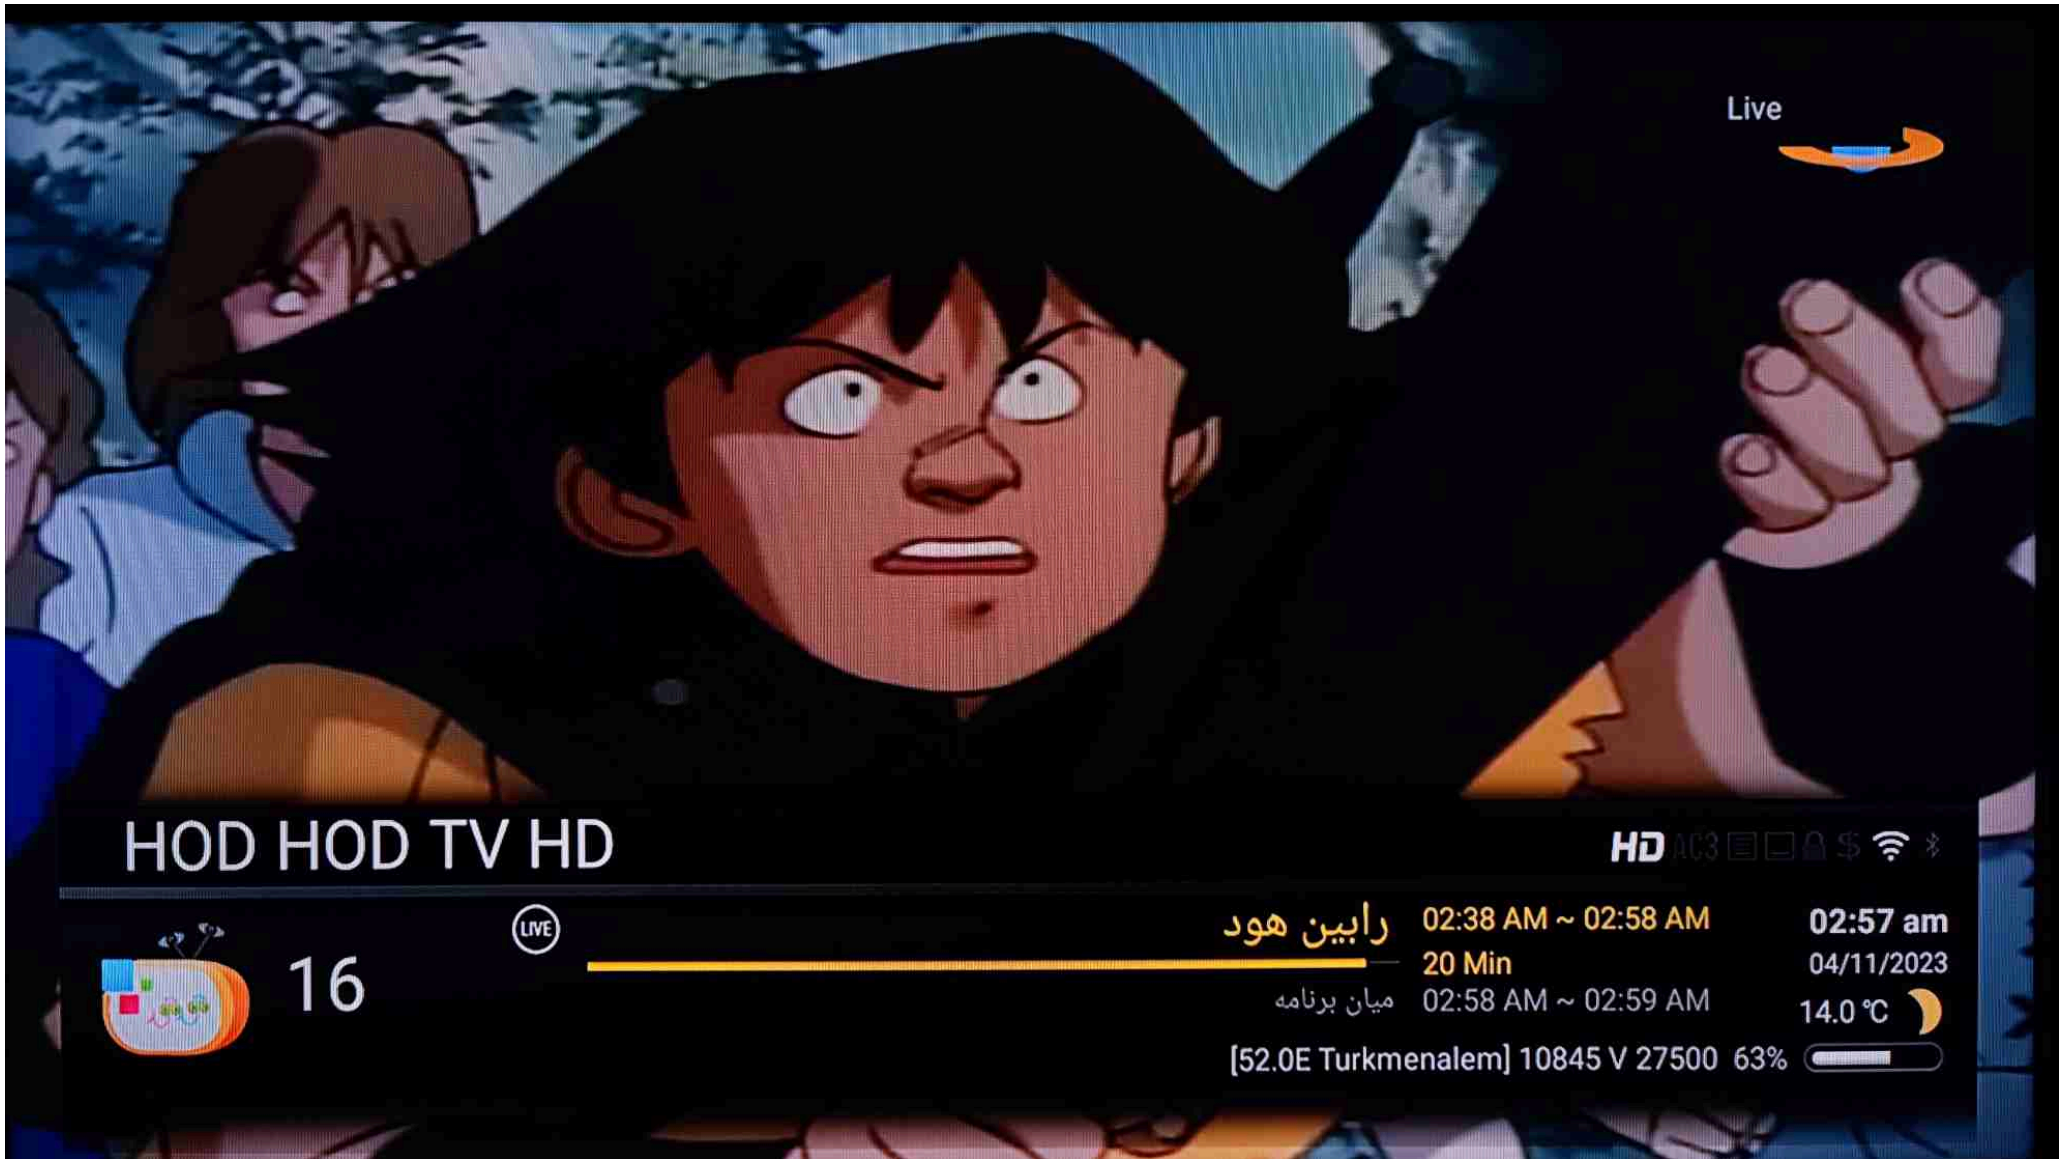 Live
HOD HOD TV HD
HD AC3 $
LIVE
رابین هود 02:38 AM ~ 02:58 AM
02:57 am
16
20 Min
04/11/2023
میان برنامه 02:58 AM ~ 02:59 AM
14.0 °C
[52.0E Turkmenalem] 10845 V 27500 63%